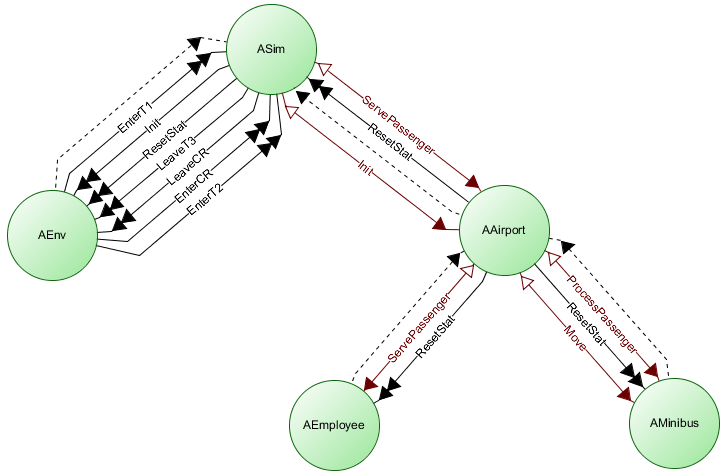 ASim
EnterT1
Init
ResetStat
LeaveT3
LeaveCR
EnterCR
EnterT2
ServePassenger
ResetStat
Init
AEnv
AAirport
ServePassenger
ResetStat
ProcessPassenger
ResetStat
Move
AEmployee
AMinibus